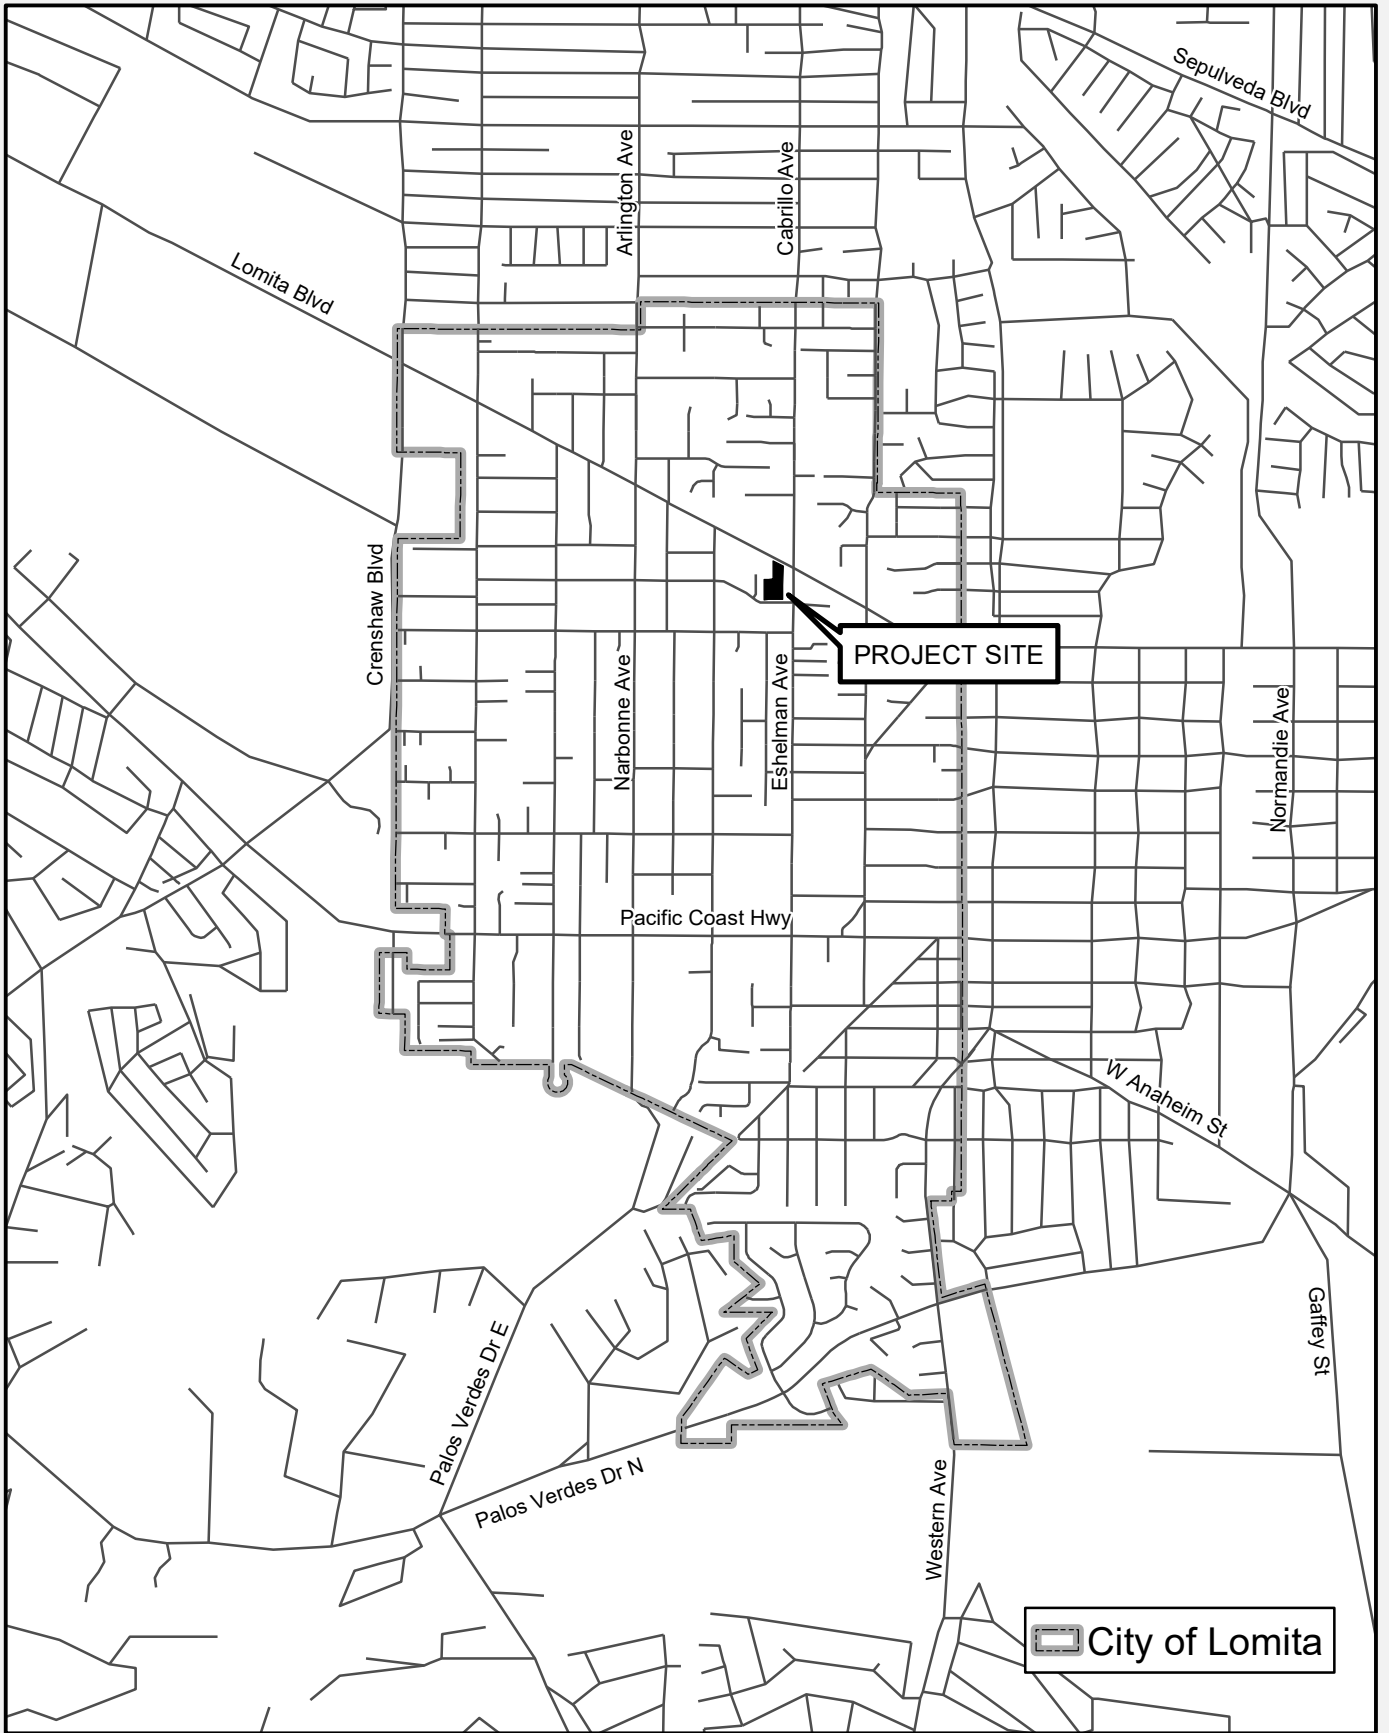 Sepulveda Blvd
Arlington Ave
Cabrillo Ave
Lomita Blvd
Crenshaw Blvd
PROJECT SITE
Narbonne Ave
Eshelman Ave
Normandie Ave
Pacific Coast Hwy
W Anaheim St
Gaffey St
Palos Verdes Dr E
Palos Verdes Dr N
Western Ave
City of Lomita